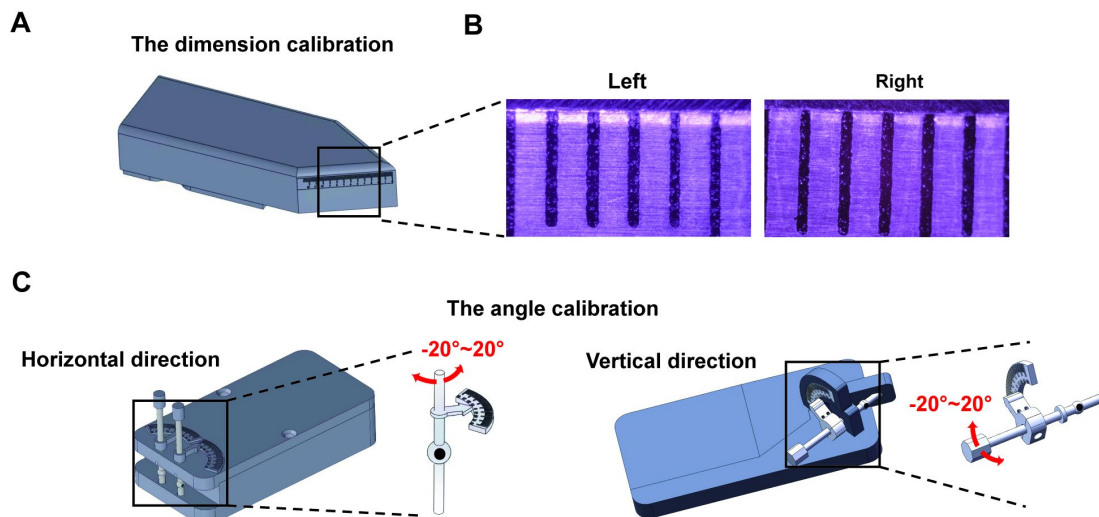 A
The dimension calibration
B
Left
Right
C
The angle calibration
Horizontal direction
-20°~20°
Vertical direction
-20°~20°